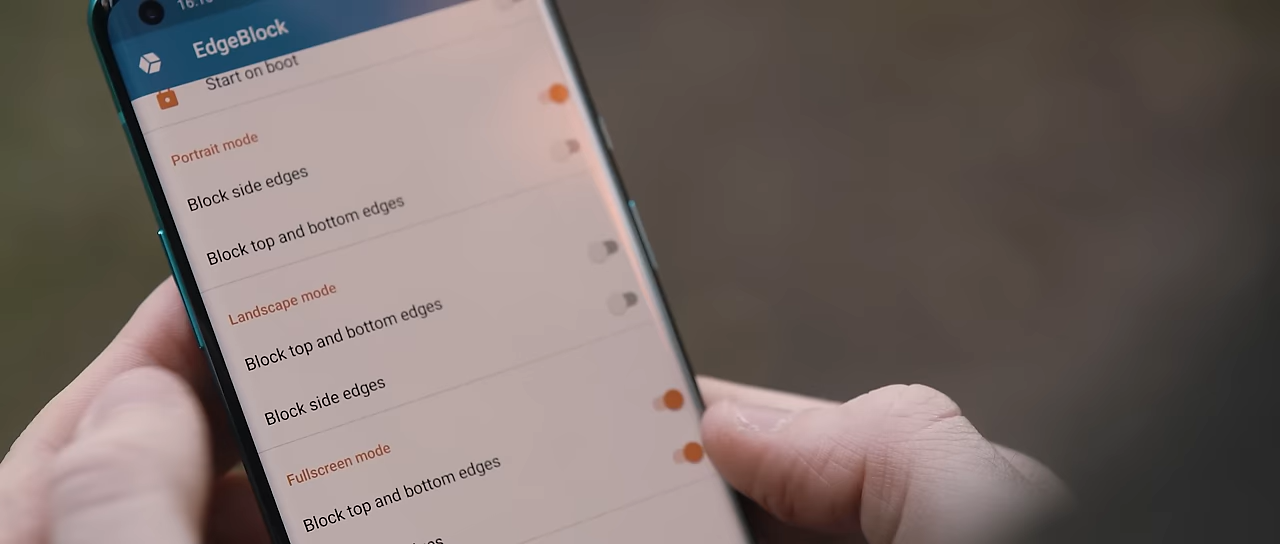 EdgeBlock
Start on boot
Portrait mode
Block side edges
Block top and bottom edges
Landscape mode
Block top and bottom edges
Block side edges
Fullscreen mode
Block top and bottom edges